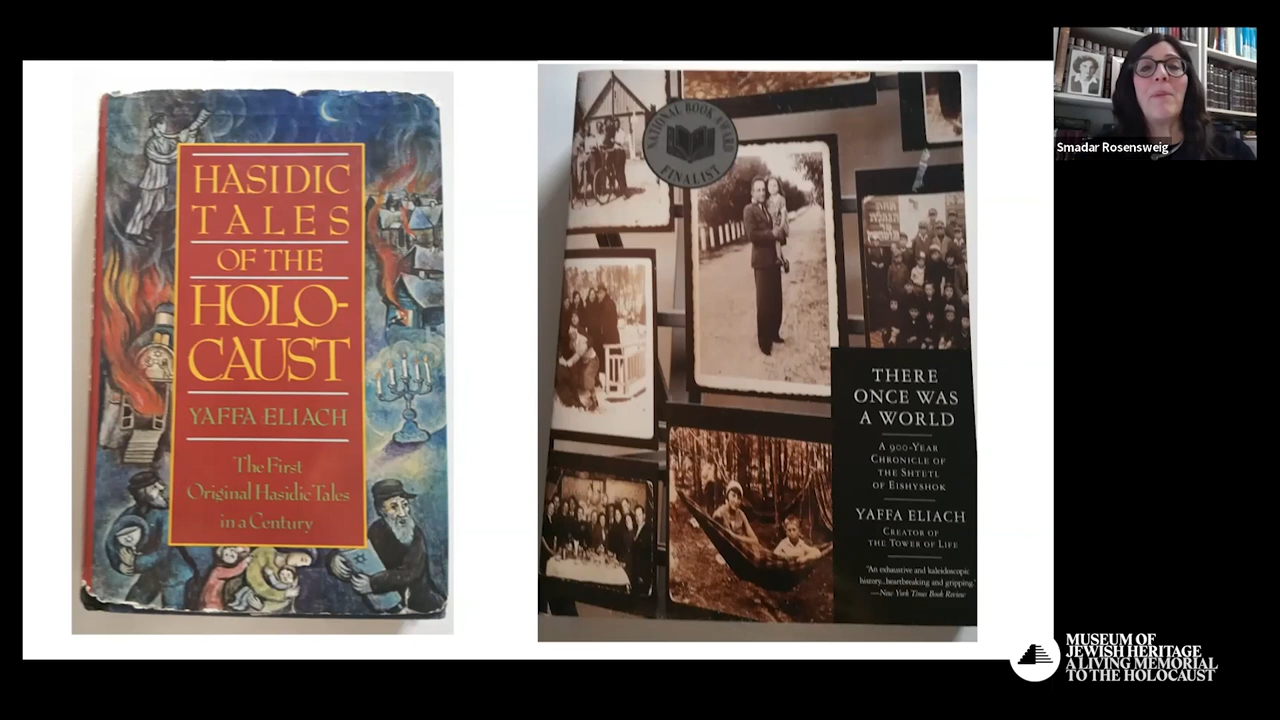 HASIDIC
TALES
OF THE
HOLO-
CAUST
YAFFA ELIACH
The First
Original Hasidic Tales
in a Century
NATIONAL BOOK AWARD
FINALIST
THERE
ONCE WAS
A WORLD
A 900-YEAR
CHRONICLE OF
THE SHTETL
OF EISHYSHOK
YAFFA ELIACH
CREATOR OF
THE TOWER OF LIFE
"An exhaustive and kaleidoscopic
history...heartbreaking and gripping."
—New York Times Book Review
Smadar Rosensweig
MUSEUM OF
JEWISH HERITAGE
A LIVING MEMORIAL
TO THE HOLOCAUST